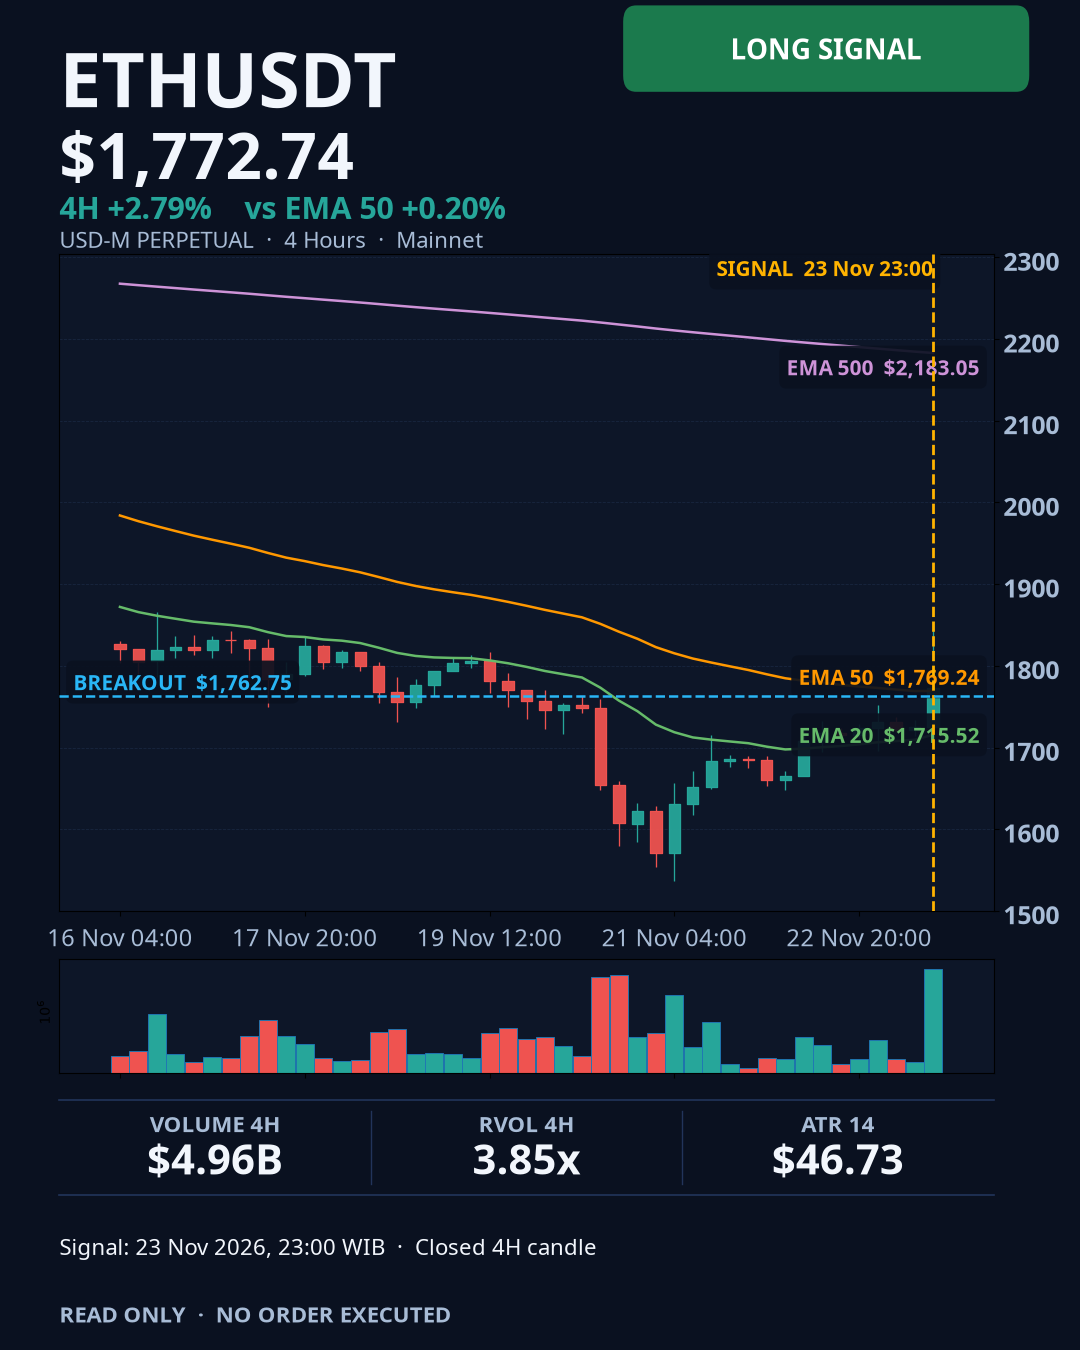 LONG SIGNAL
ETHUSDT
$1,772.74
4H +2.79% vs EMA 50 +0.20%
USD-M PERPETUAL · 4 Hours · Mainnet
SIGNAL 23 Nov 23:00
2300
2200
EMA 500 $2,183.05
2100
2000
1900
1800
EMA 50 $1,769.24
BREAKOUT $1,762.75
EMA 20 $1,715.52
1700
1600
1500
16 Nov 04:00
17 Nov 20:00
19 Nov 12:00
21 Nov 04:00
22 Nov 20:00
10⁶
VOLUME 4H
$4.96B
RVOL 4H
3.85x
ATR 14
$46.73
Signal: 23 Nov 2026, 23:00 WIB · Closed 4H candle
READ ONLY · NO ORDER EXECUTED